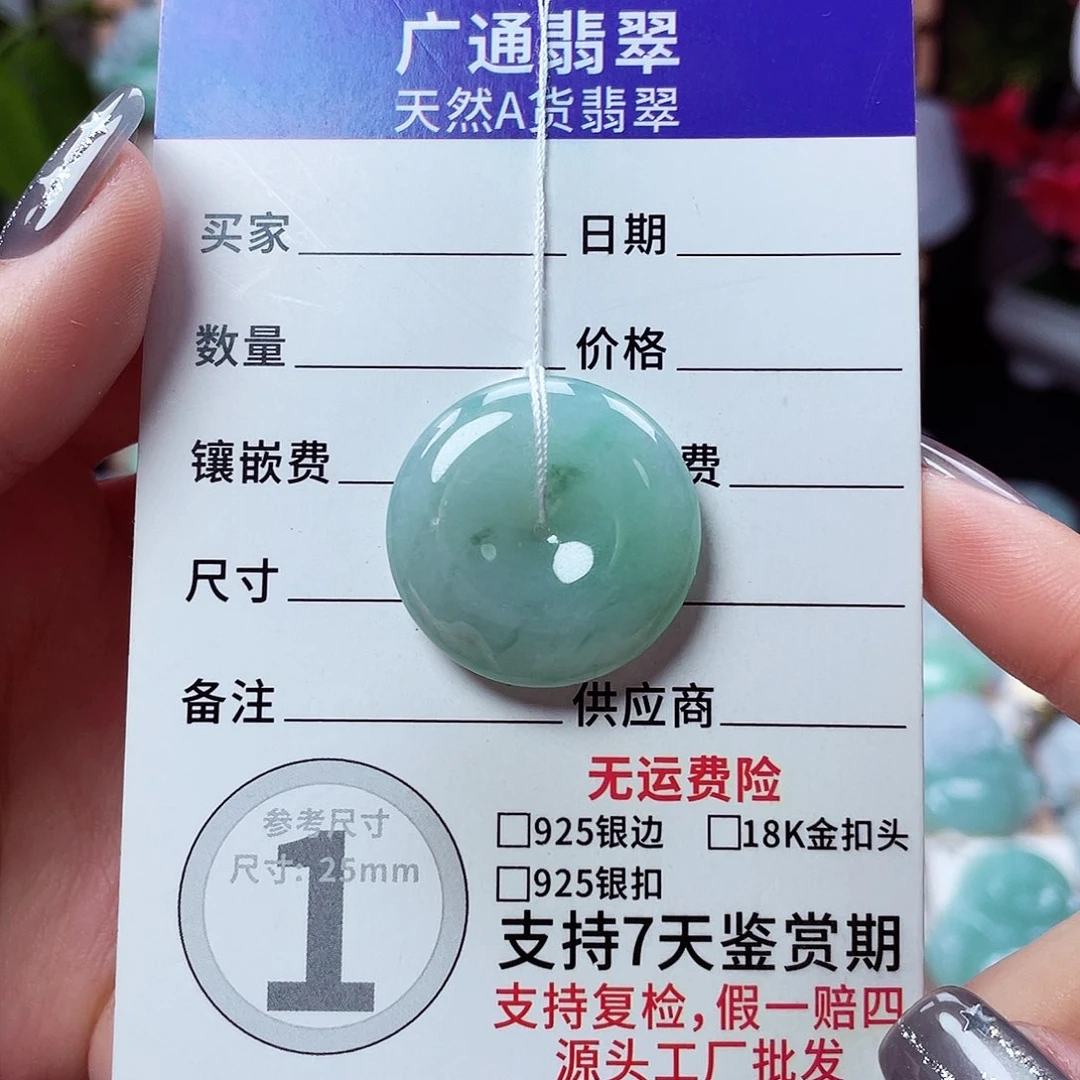 广通翡翠
天然A货翡翠
买家 日期
数量 价格
镶嵌费 费
尺寸
备注 供应商
参考尺寸
尺寸: 25mm
1
无运费险
925银边 18K金扣头
925银扣
支持7天鉴赏期
支持复检,假一赔四
源头工厂批发